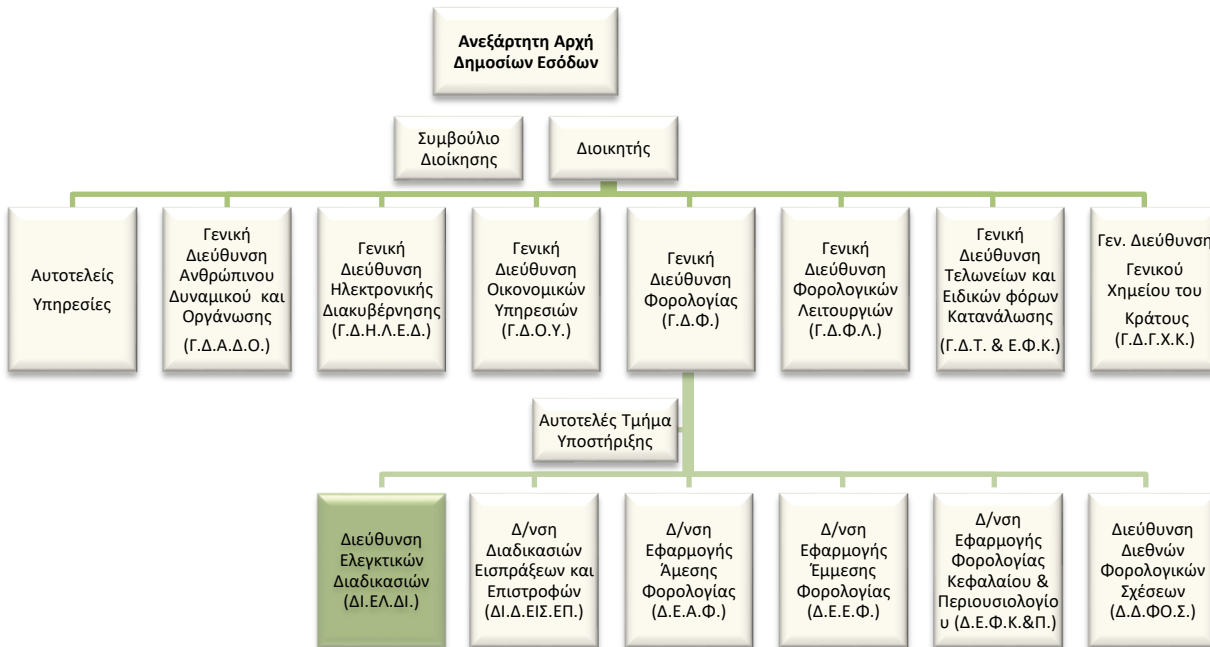 Ανεξάρτητη Αρχή
Δημοσίων Εσόδων
Συμβούλιο
Διοίκησης
Διοικητής
Αυτοτελείς
Υπηρεσίες
Γενική
Διεύθυνση
Ανθρώπινου
Δυναμικού και
Οργάνωσης
(Γ.Δ.Α.Δ.Ο.)
Γενική
Διεύθυνση
Ηλεκτρονικής
Διακυβέρνησης
(Γ.Δ.Η.Λ.Ε.Δ.)
Γενική
Διεύθυνση
Οικονομικών
Υπηρεσιών
(Γ.Δ.Ο.Υ.)
Γενική
Διεύθυνση
Φορολογίας
(Γ.Δ.Φ.)
Γενική
Διεύθυνση
Φορολογικών
Λειτουργιών
(Γ.Δ.Φ.Λ.)
Γενική
Διεύθυνση
Τελωνείων και
Ειδικών φόρων
Κατανάλωσης
(Γ.Δ.Τ. & Ε.Φ.Κ.)
Γεν. Διεύθυνση
Γενικού
Χημείου του
Κράτους
(Γ.Δ.Γ.Χ.Κ.)
Αυτοτελές Τμήμα
Υποστήριξης
Διεύθυνση
Ελεγκτικών
Διαδικασιών
(ΔΙ.ΕΛ.ΔΙ.)
Δ/νση
Διαδικασιών
Εισπράξεων και
Επιστροφών
(ΔΙ.Δ.ΕΙΣ.ΕΠ.)
Δ/νση
Εφαρμογής
Άμεσης
Φορολογίας
(Δ.Ε.Α.Φ.)
Δ/νση
Εφαρμογής
Έμμεσης
Φορολογίας
(Δ.Ε.Ε.Φ.)
Δ/νση
Εφαρμογής
Φορολογίας
Κεφαλαίου &
Περιουσιολογίο
υ (Δ.Ε.Φ.Κ.&Π.)
Διεύθυνση
Διεθνών
Φορολογικών
Σχέσεων
(Δ.Δ.ΦΟ.Σ.)